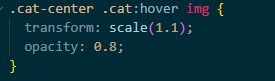 .cat-center .cat:hover img {
  transform: scale(1.1);
  opacity: 0.8;
}